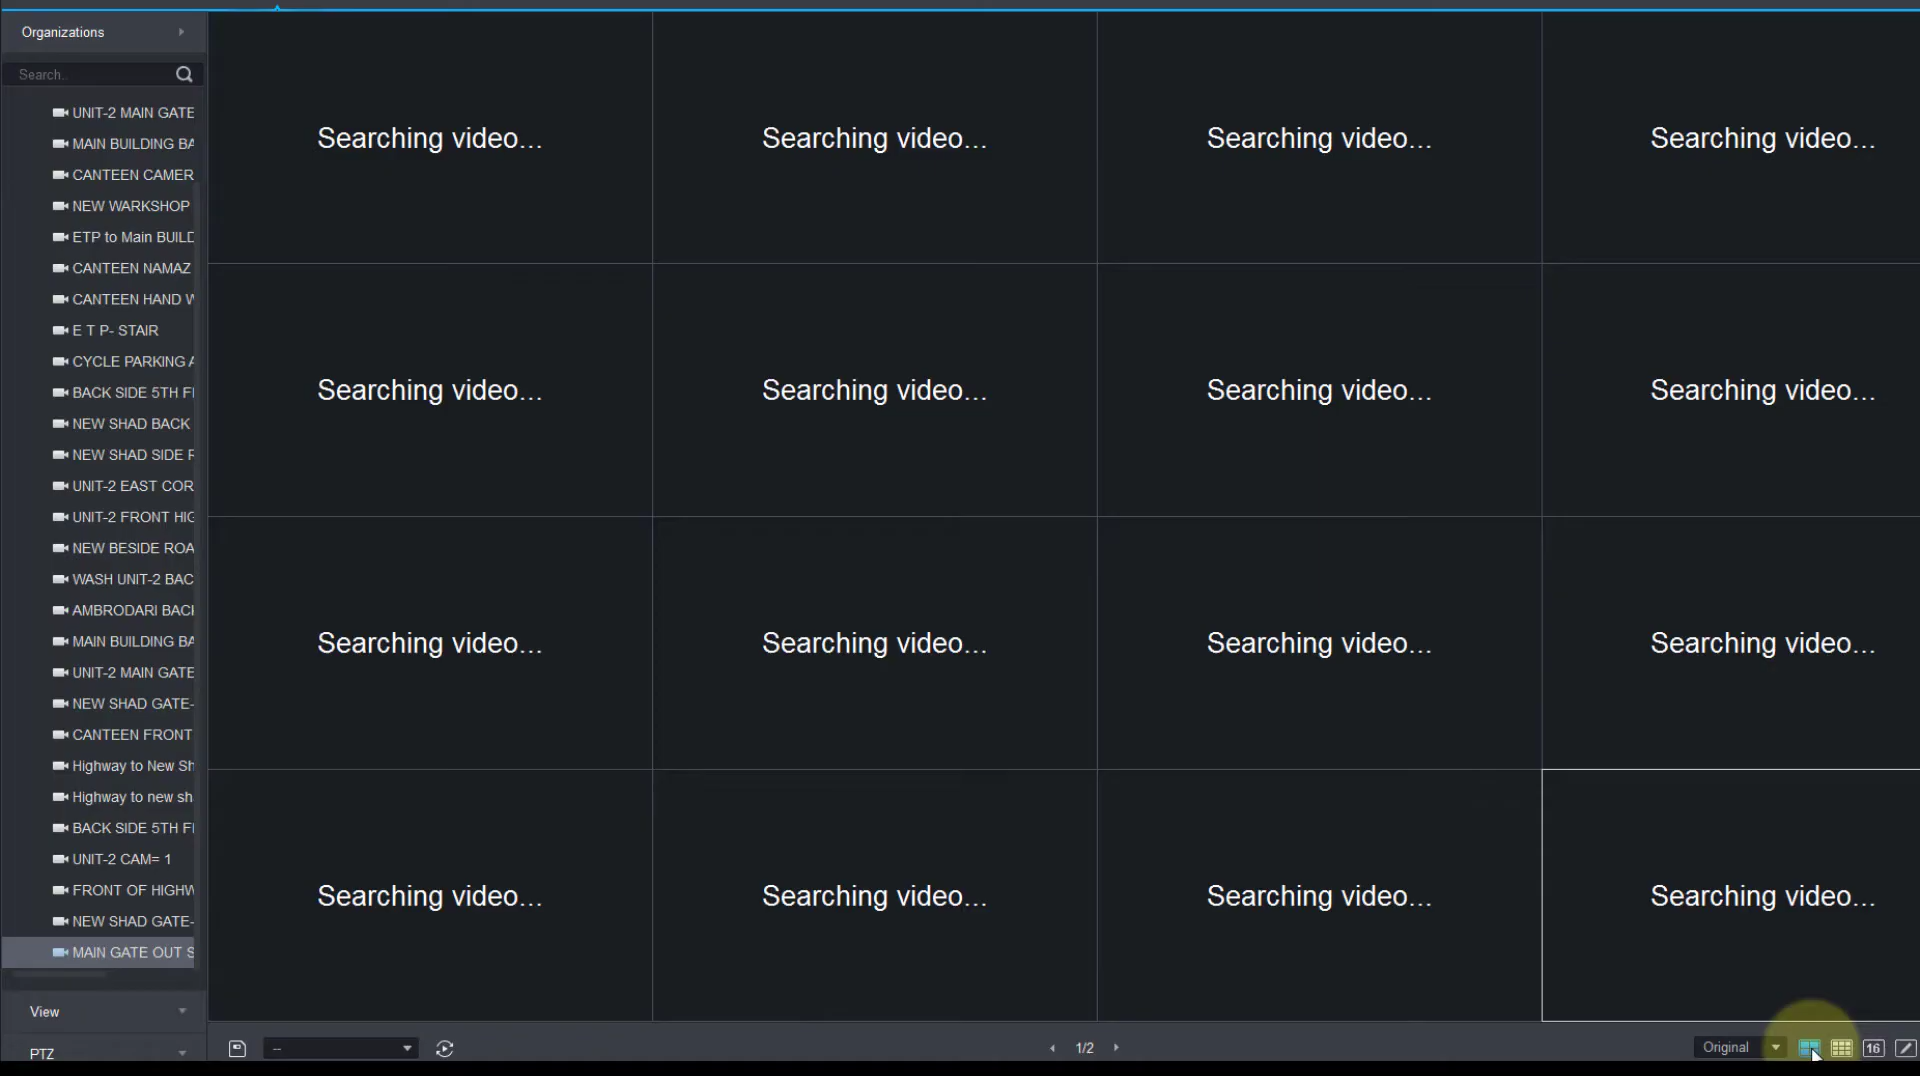 Organizations
Search..
UNIT-2 MAIN GATE
MAIN BUILDING BA
CANTEEN CAMER
NEW WARKSHOP
ETP to Main BUILD
CANTEEN NAMAZ
CANTEEN HAND W
E T P- STAIR
CYCLE PARKING A
BACK SIDE 5TH FI
NEW SHAD BACK
NEW SHAD SIDE R
UNIT-2 EAST COR
UNIT-2 FRONT HIG
NEW BESIDE ROA
WASH UNIT-2 BAC
AMBRODARI BACK
MAIN BUILDING BA
UNIT-2 MAIN GATE
NEW SHAD GATE-
CANTEEN FRONT
Highway to New Sh
Highway to new sh
BACK SIDE 5TH FI
UNIT-2 CAM= 1
FRONT OF HIGHW
NEW SHAD GATE-
MAIN GATE OUT S
View
PTZ
Searching video... Searching video... Searching video... Searching video...
Searching video... Searching video... Searching video... Searching video...
Searching video... Searching video... Searching video... Searching video...
Searching video... Searching video... Searching video... Searching video...
-- 1/2 Original 16